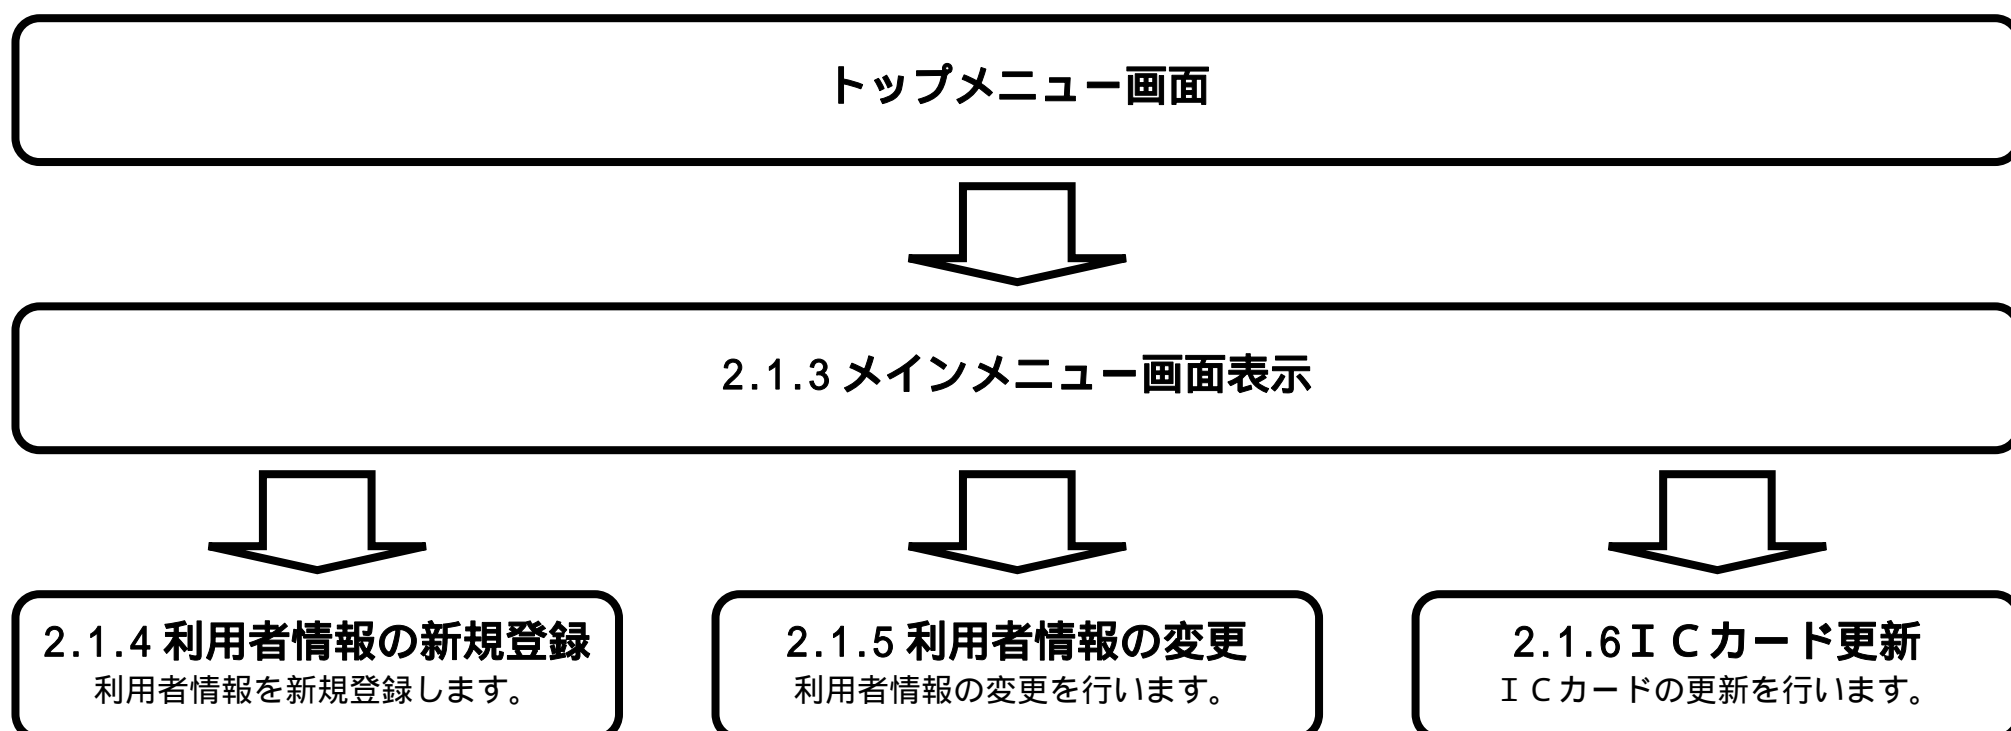 トップメニュー画面
2.1.3 メインメニュー画面表示
2.1.4 利用者情報の新規登録
利用者情報を新規登録します。
2.1.5 利用者情報の変更
利用者情報の変更を行います。
2.1.6ＩＣカード更新
ＩＣカードの更新を行います。